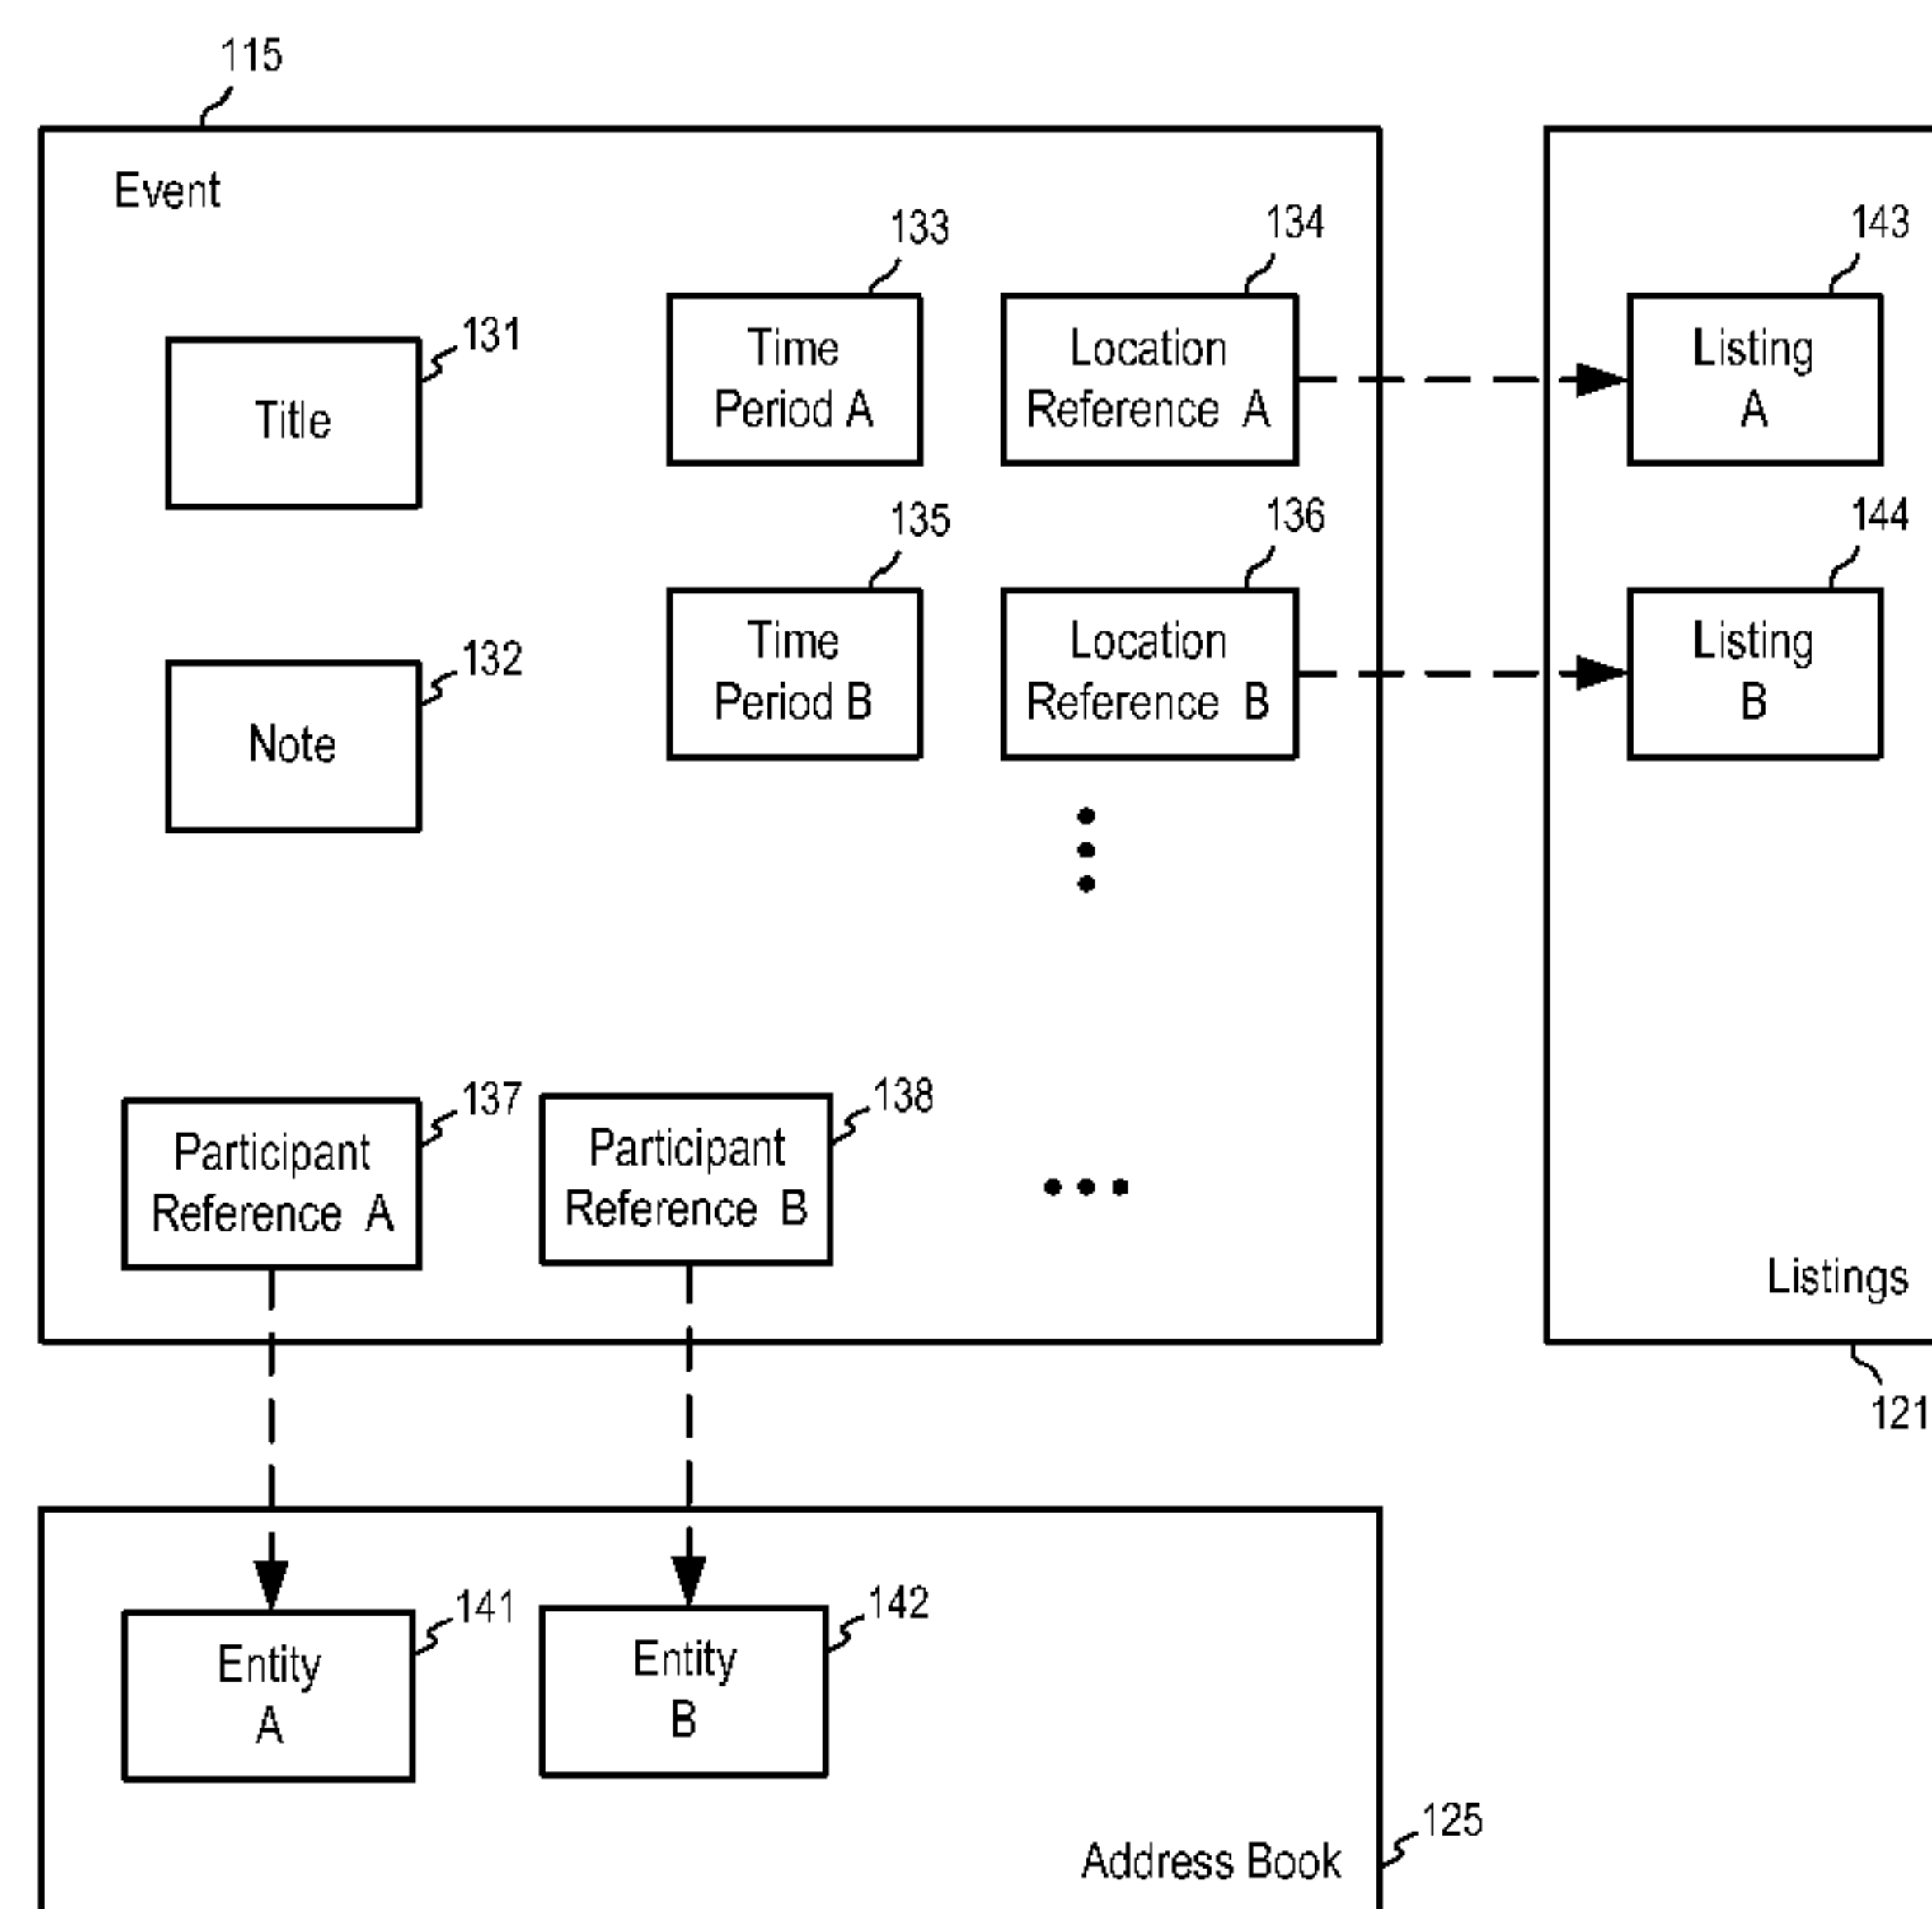 115
Event
133
134
143
131
Time
Period A
Location
Reference A
Listing
A
Title
135
136
144
132
Time
Period B
Location
Reference B
Listing
B
Note
137
138
Participant
Reference A
Participant
Reference B
Listings
121
141
142
Entity
A
Entity
B
125
Address Book